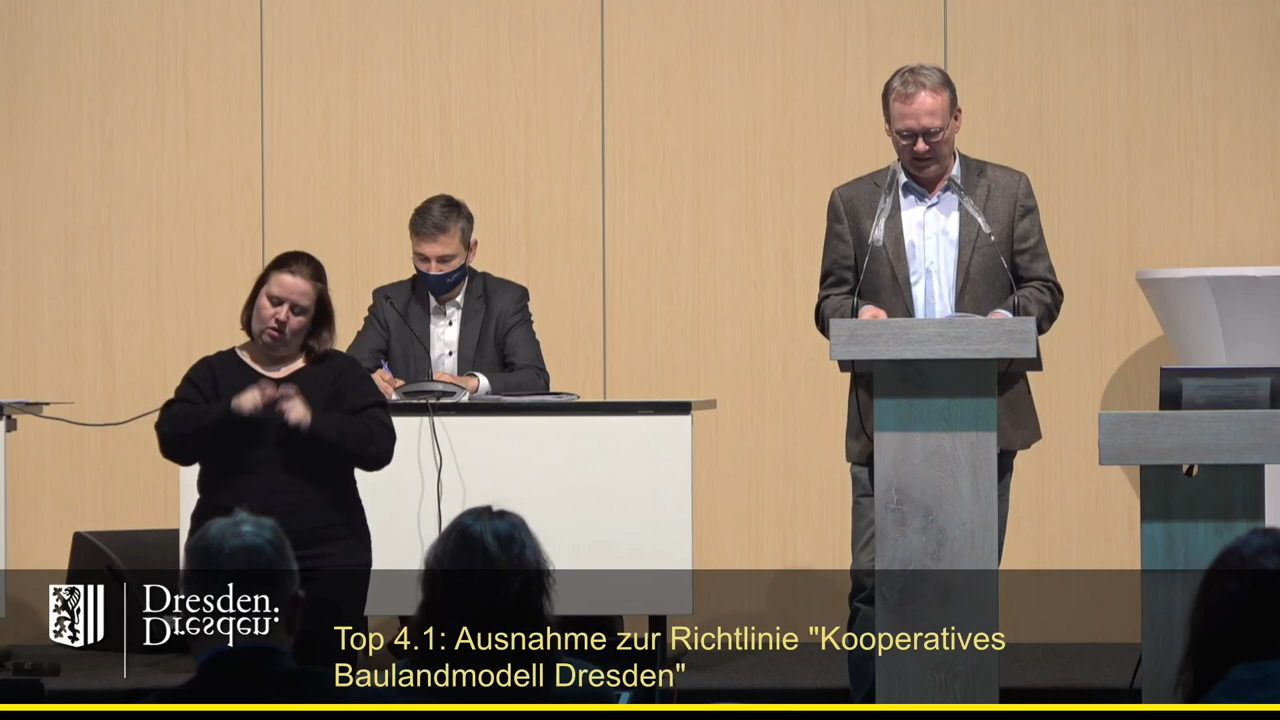 Dresden.
Dresden.
Top 4.1: Ausnahme zur Richtlinie "Kooperatives
Baulandmodell Dresden"